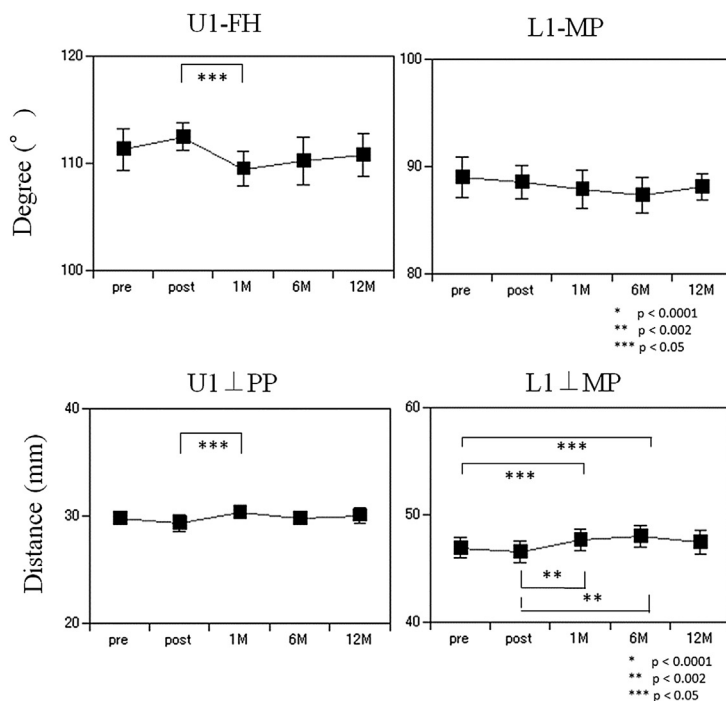 U1-FH
Degree (°)
120
110
100
***
pre post 1M 6M 12M
L1-MP
100
90
80
pre post 1M 6M 12M
* p < 0.0001
** p < 0.002
*** p < 0.05
U1⊥PP
Distance (mm)
40
30
20
***
pre post 1M 6M 12M
L1⊥MP
60
50
40
***
***
**
**
pre post 1M 6M 12M
* p < 0.0001
** p < 0.002
*** p < 0.05